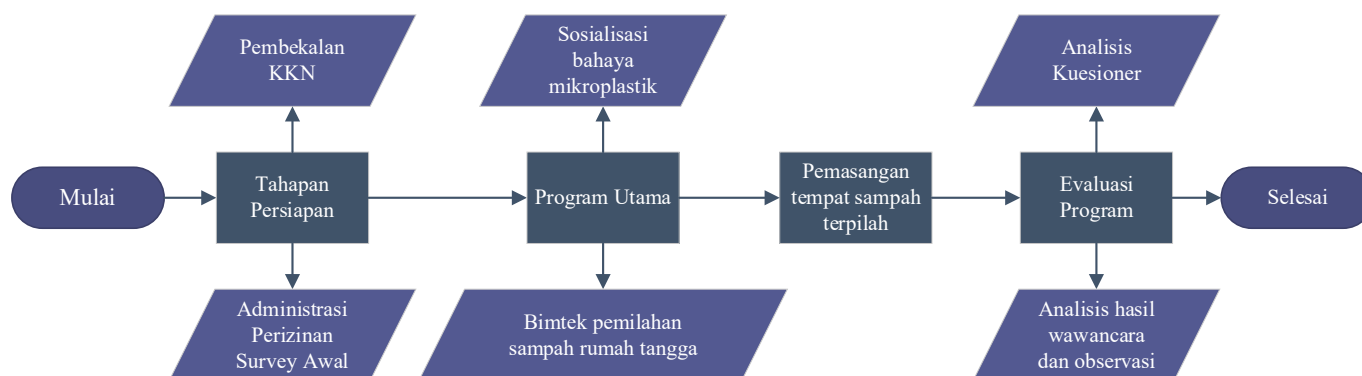 Pembekalan
KKN
Sosialisasi
bahaya
mikroplastik
Analisis
Kuesioner
Mulai
Tahapan
Persiapan
Program Utama
Pemasangan
tempat sampah
terpilah
Evaluasi
Program
Selesai
Administrasi
Perizinan
Survey Awal
Bimtek pemilahan
sampah rumah tangga
Analisis hasil
wawancara
dan observasi